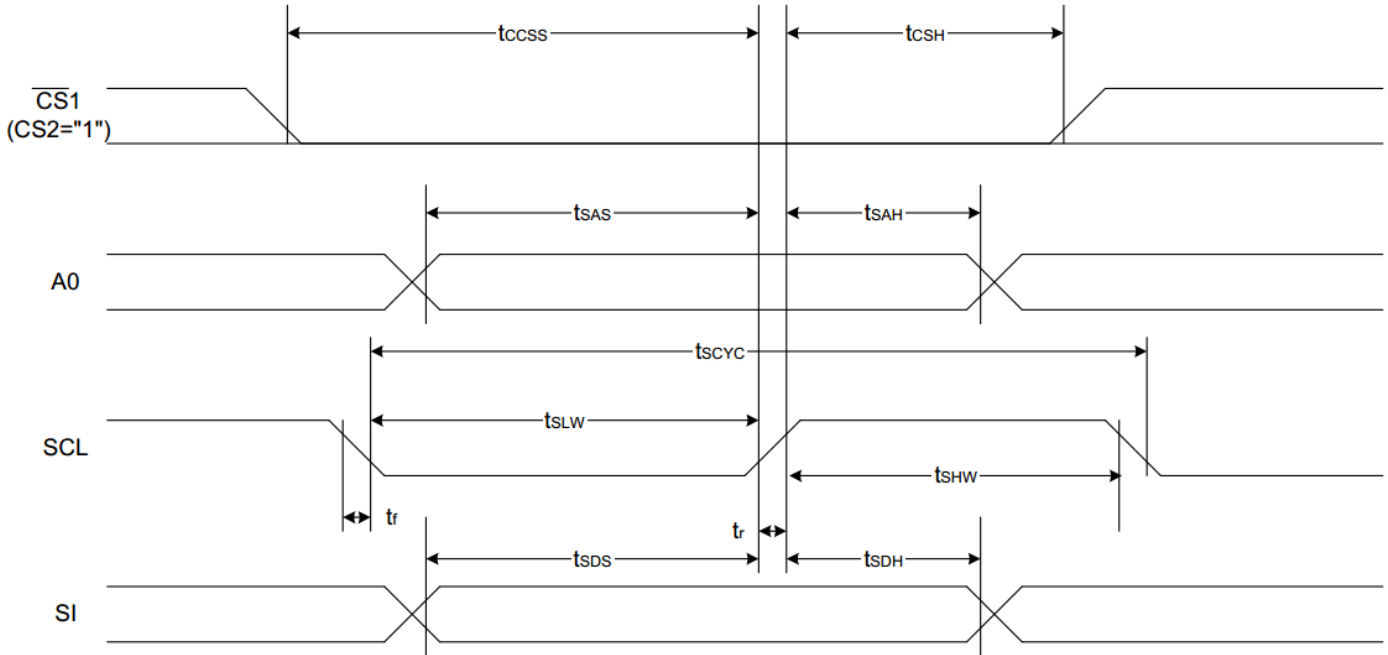 tCCSS
tCSH
CS1
(CS2="1")
tSAS
tSAH
A0
tSCYC
tSLW
SCL
tSHW
tf
tr
tSDS
tSDH
SI